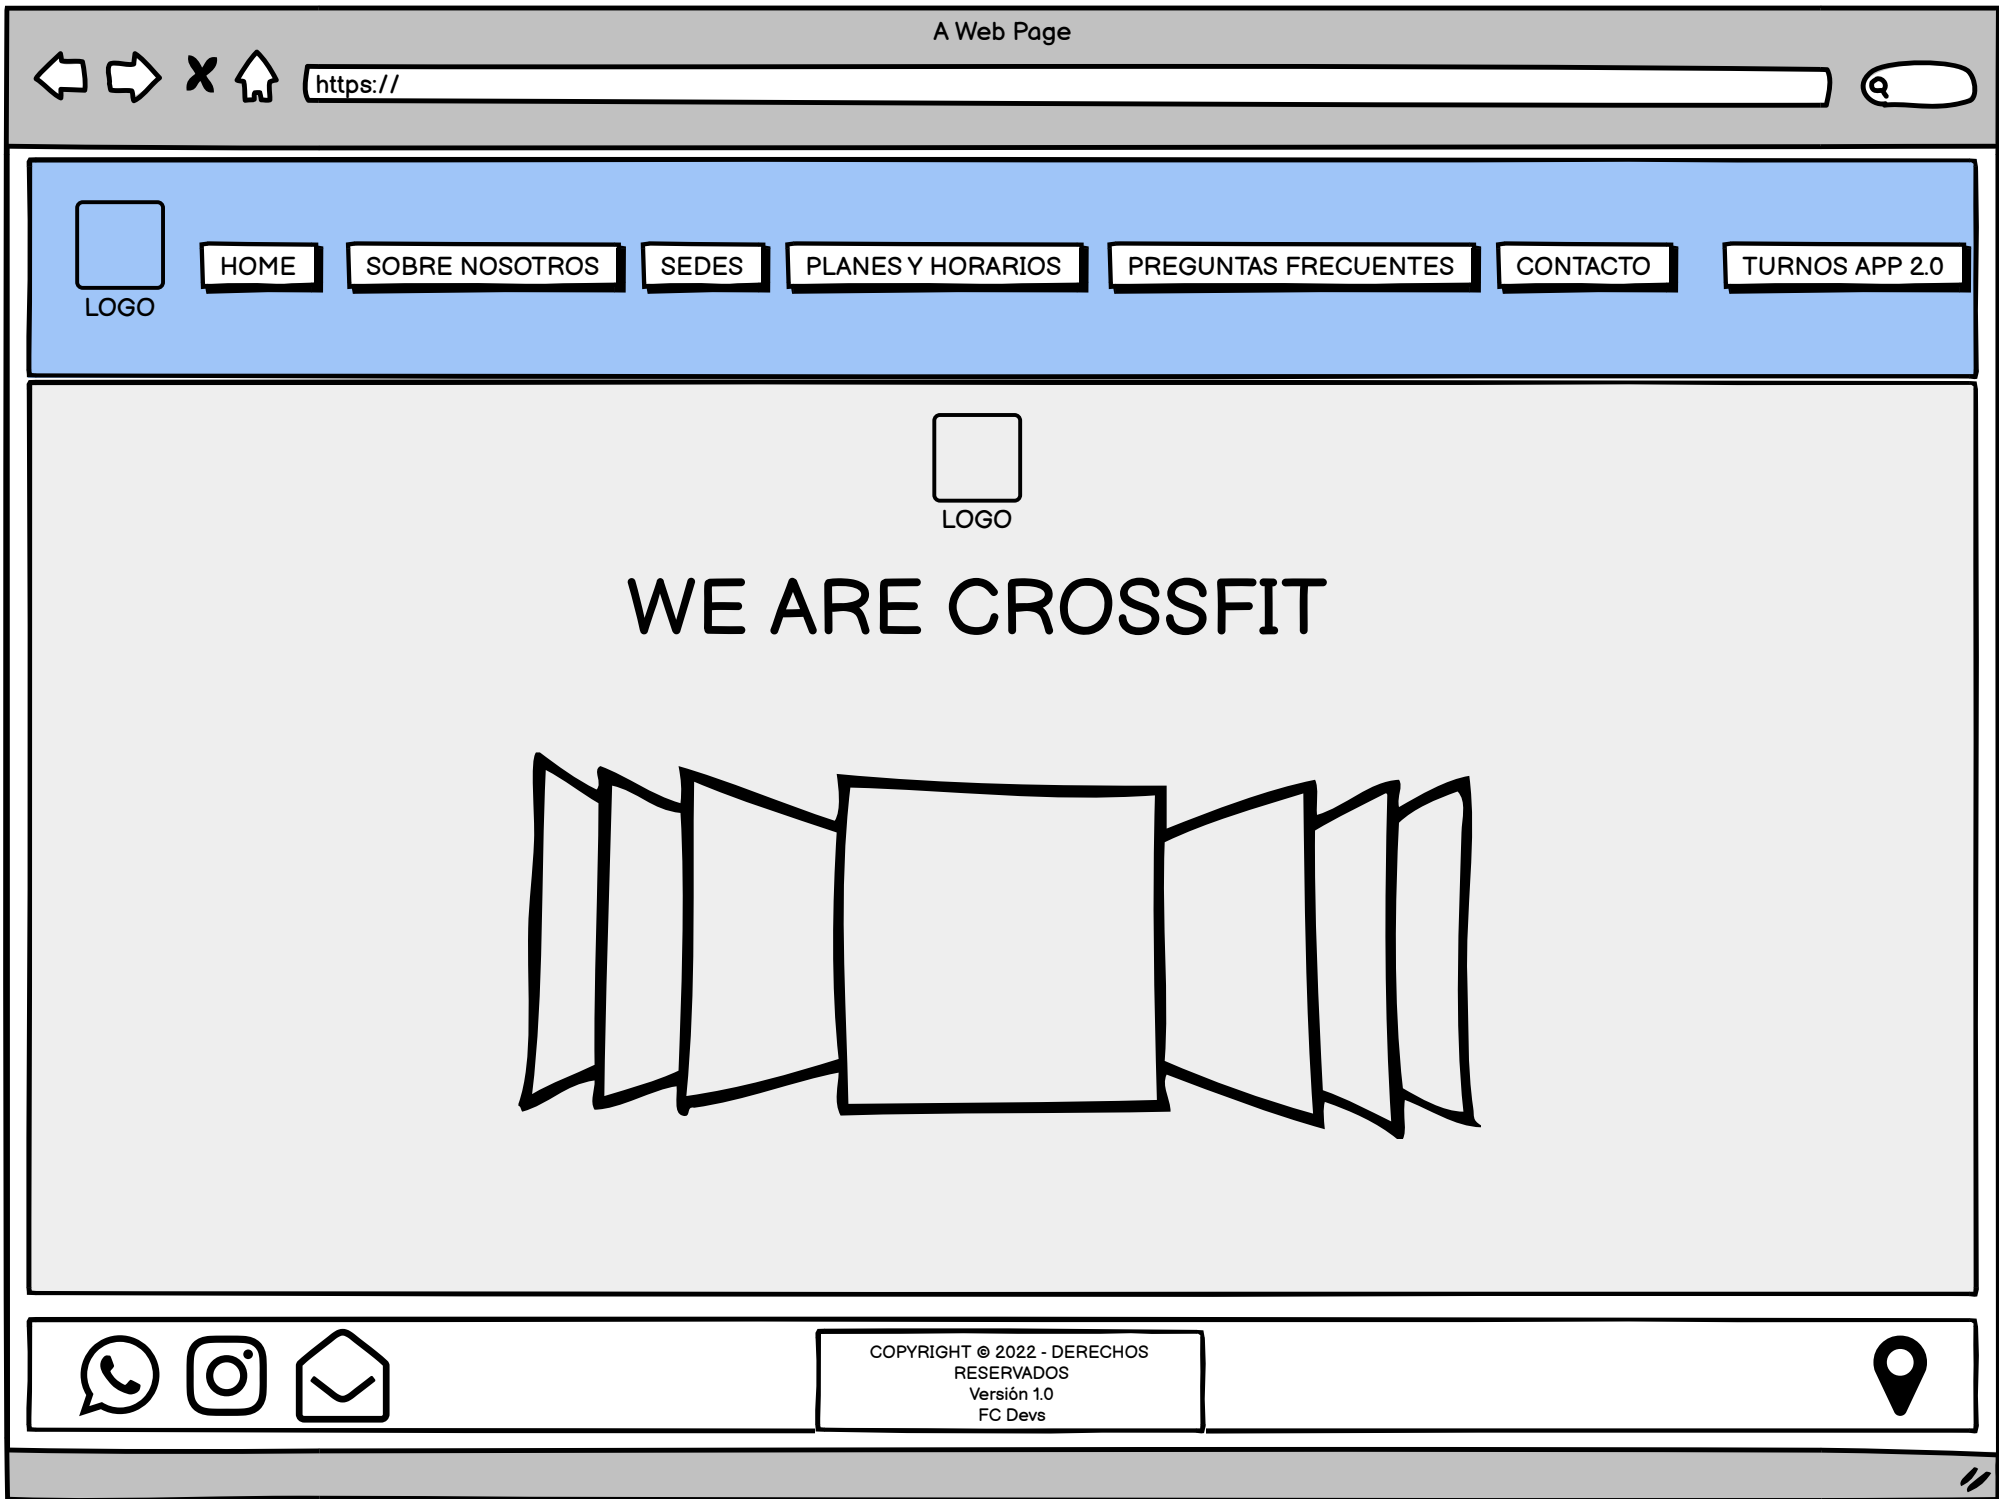 A Web Page
https://
HOME
SOBRE NOSOTROS
SEDES
PLANES Y HORARIOS
PREGUNTAS FRECUENTES
CONTACTO
TURNOS APP 2.0
LOGO
LOGO
WE ARE CROSSFIT
COPYRIGHT © 2022 - DERECHOS
RESERVADOS
Versión 1.0
FC Devs